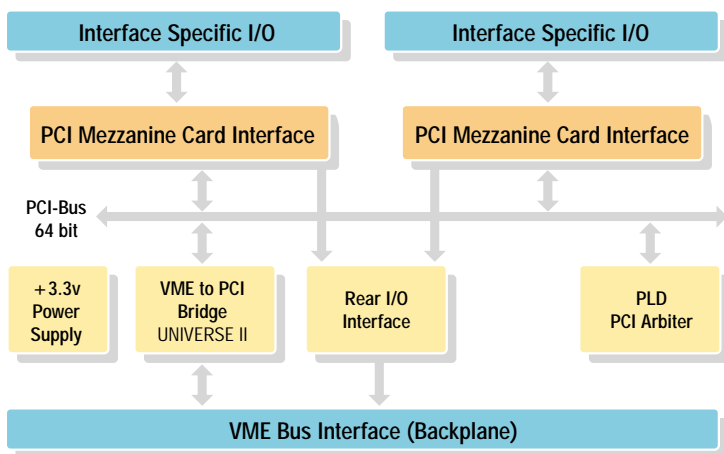 Interface Specific I/O
Interface Specific I/O
PCI Mezzanine Card Interface
PCI Mezzanine Card Interface
PCI-Bus
64 bit
+3.3v
Power
Supply
VME to PCI
Bridge
UNIVERSE II
Rear I/O
Interface
PLD
PCI Arbiter
VME Bus Interface (Backplane)